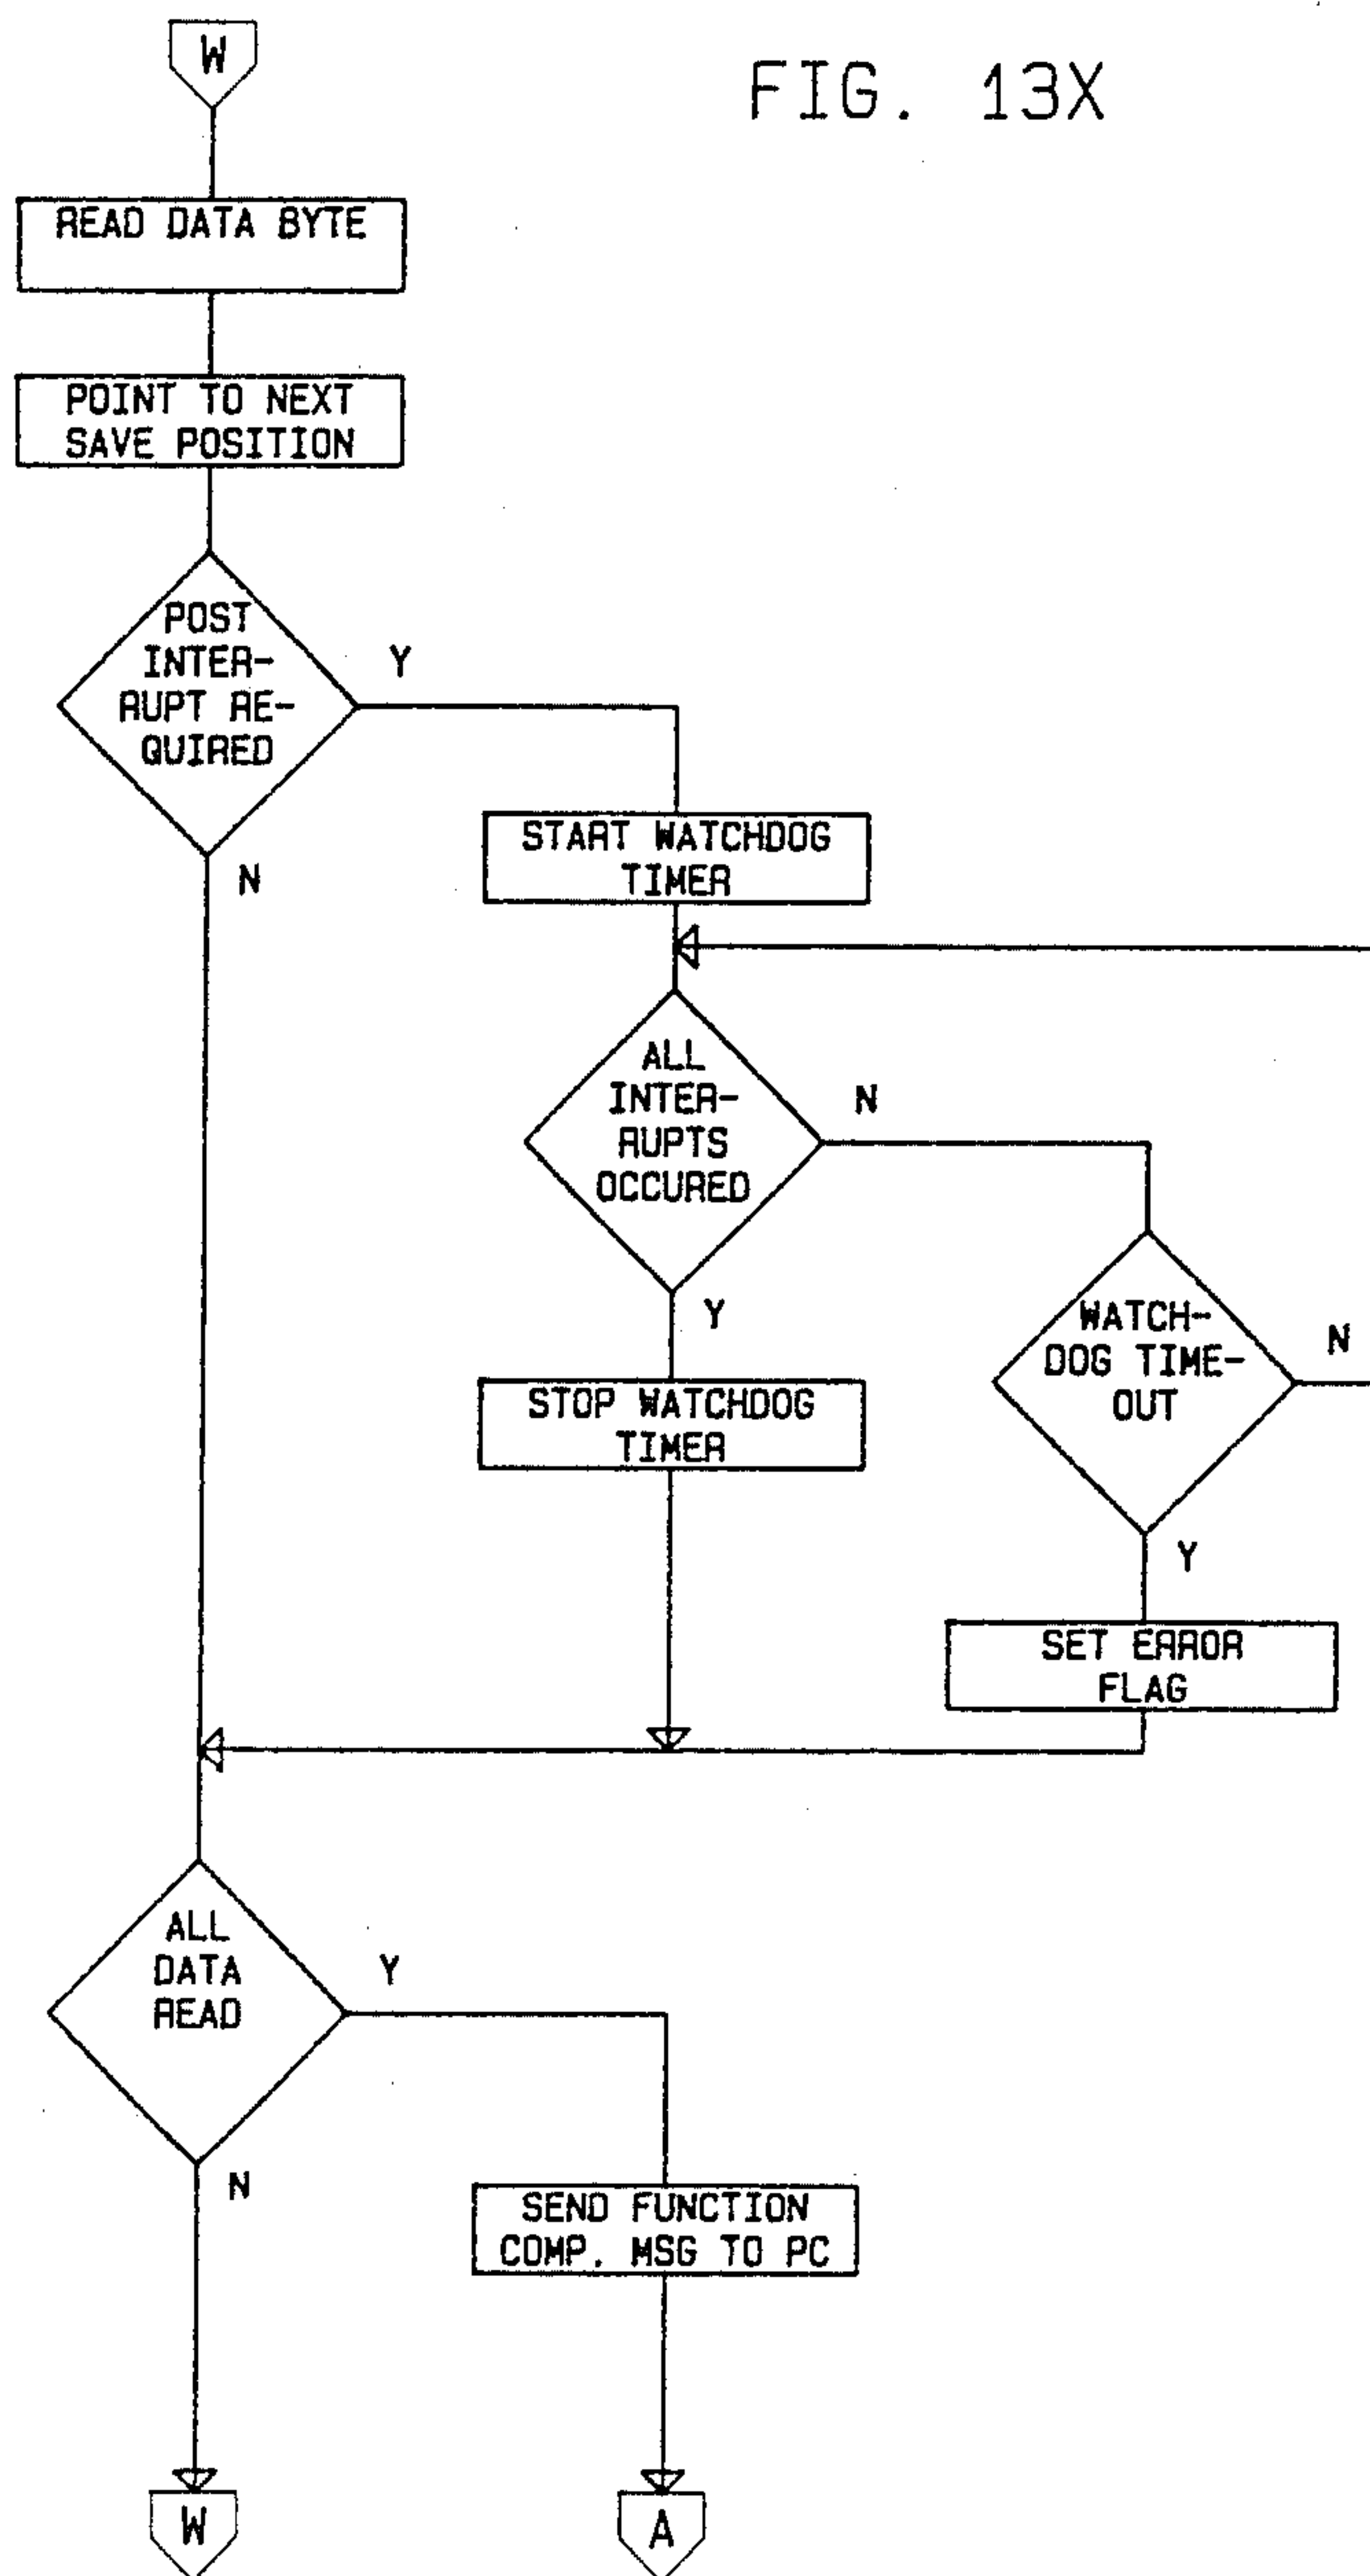 W
FIG. 13X
READ DATA BYTE
POINT TO NEXT
SAVE POSITION
POST
INTER-
RUPT RE-
QUIRED
Y
N
START WATCHDOG
TIMER
ALL
INTER-
RUPTS
OCCURED
N
Y
WATCH-
DOG TIME-
OUT
N
Y
STOP WATCHDOG
TIMER
SET ERROR
FLAG
ALL
DATA
READ
Y
N
SEND FUNCTION
COMP. MSG TO PC
W
A